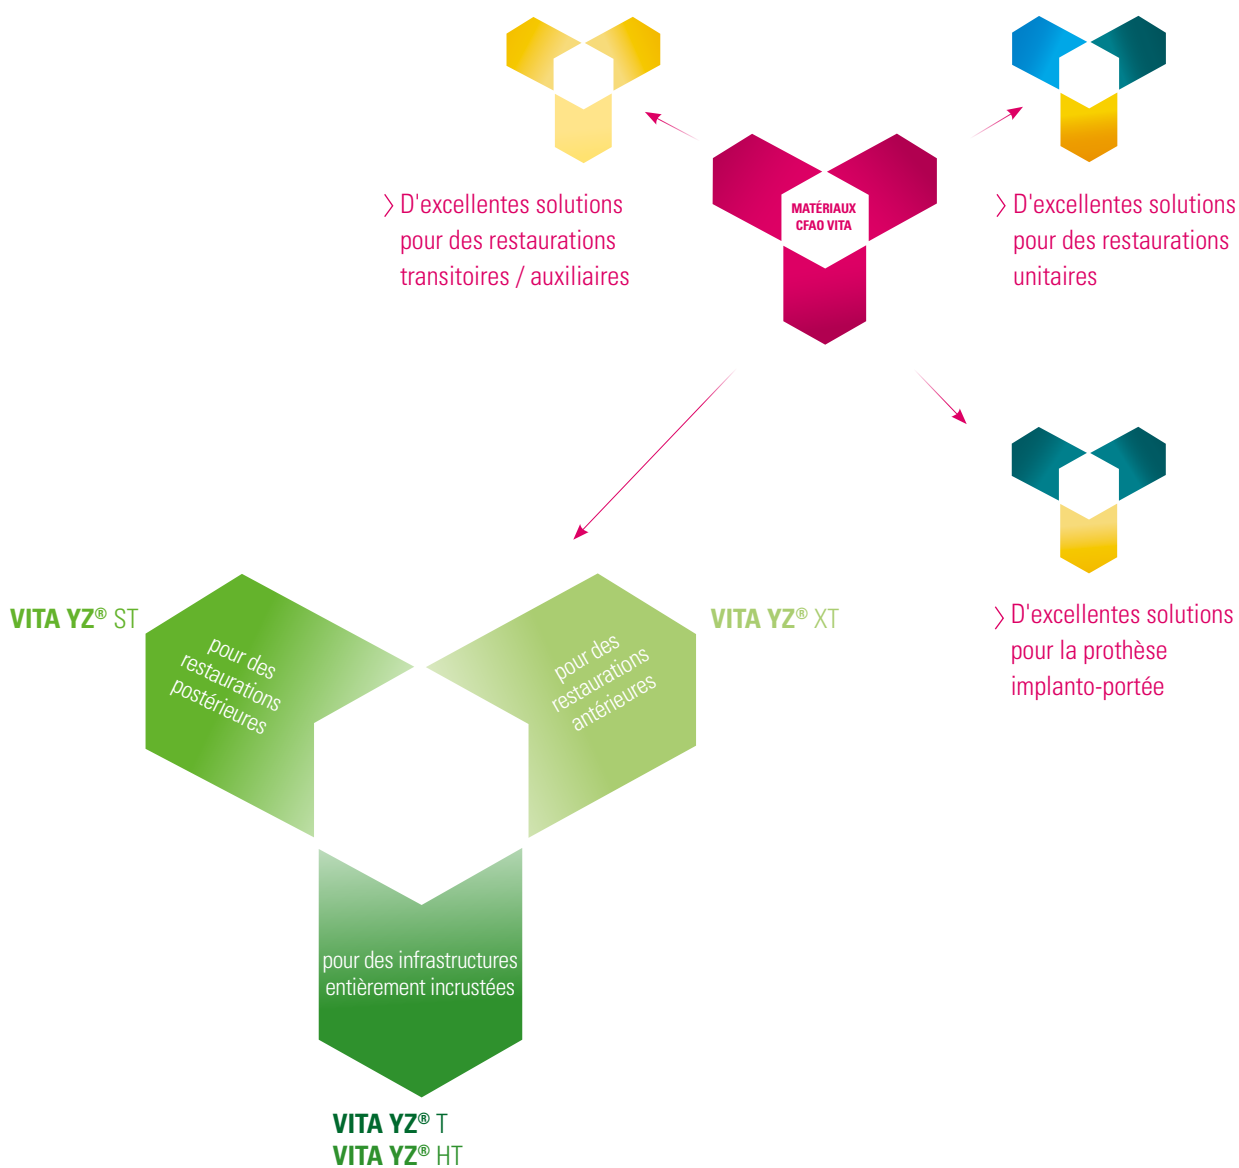 MATÉRIAUX
CFAO VITA
〉D'excellentes solutions
pour des restaurations
transitoires / auxiliaires
〉D'excellentes solutions
pour des restaurations
unitaires
〉D'excellentes solutions
pour la prothèse
implanto-portée
VITA YZ® ST
pour des
restaurations
postérieures
pour des
restaurations
antérieures
VITA YZ® XT
pour des infrastructures
entièrement incrustées
VITA YZ® T
VITA YZ® HT